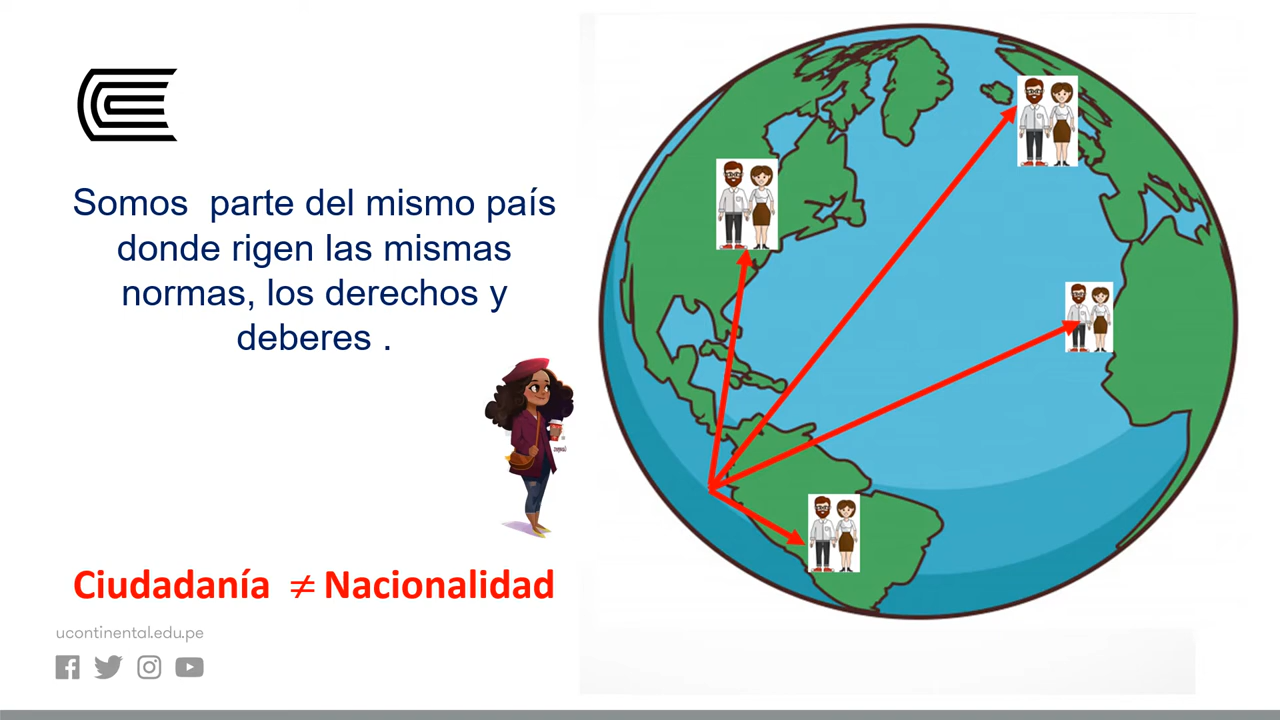 Somos  parte del mismo país
donde rigen las mismas
normas, los derechos y
deberes .
Ciudadanía  ≠ Nacionalidad
ucontinental.edu.pe